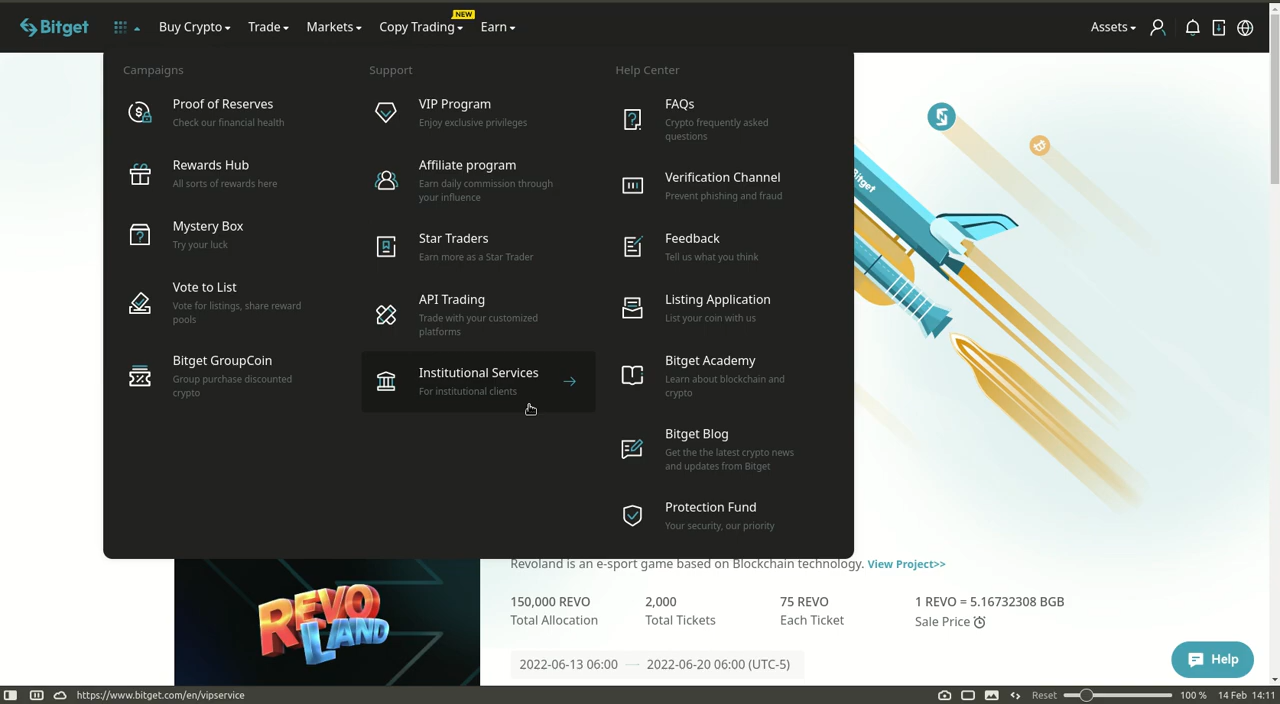 Bitget
Buy Crypto
Trade
Markets
Copy Trading
NEW
Earn
Assets
Campaigns
Proof of Reserves
Check our financial health
Rewards Hub
All sorts of rewards here
Mystery Box
Try your luck
Vote to List
Vote for listings, share reward
pools
Bitget GroupCoin
Group purchase discounted
crypto
Support
VIP Program
Enjoy exclusive privileges
Affiliate program
Earn daily commission through
your influence
Star Traders
Earn more as a Star Trader
API Trading
Trade with your customized
platforms
Institutional Services
For institutional clients
Help Center
FAQs
Crypto frequently asked
questions
Verification Channel
Prevent phishing and fraud
Feedback
Tell us what you think
Listing Application
List your coin with us
Bitget Academy
Learn about blockchain and
crypto
Bitget Blog
Get the the latest crypto news
and updates from Bitget
Protection Fund
Your security, our priority
Bitget
REVO
LAND
Revoland is an e-sport game based on Blockchain technology. View Project>>
150,000 REVO
Total Allocation
2,000
Total Tickets
75 REVO
Each Ticket
1 REVO = 5.16732308 BGB
Sale Price
2022-06-13 06:00 — 2022-06-20 06:00 (UTC-5)
Help
https://www.bitget.com/en/vipservice
Reset
100 %
14 Feb 14:11